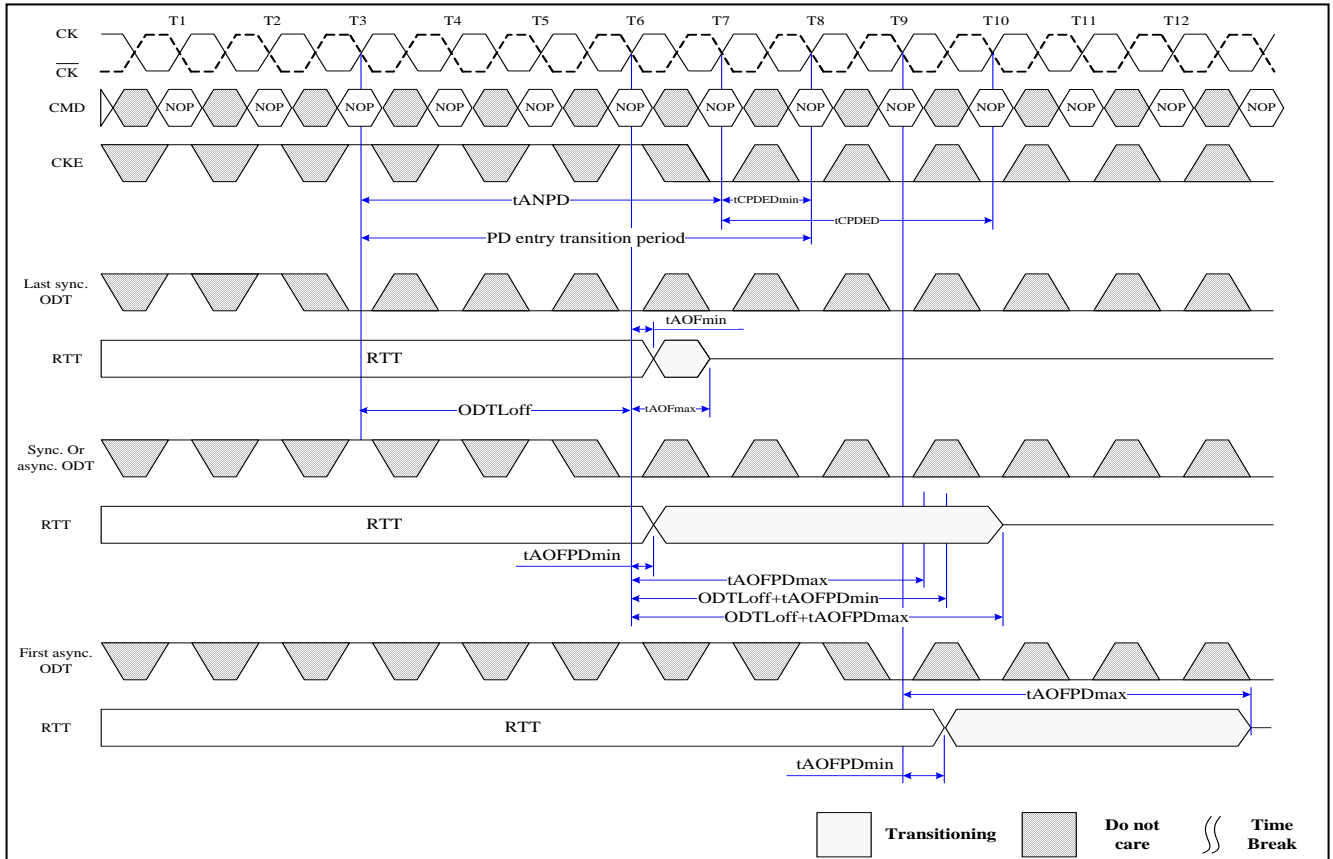 T1 T2 T3 T4 T5 T6 T7 T8 T9 T10 T11 T12
CK
CK
CMD NOP NOP NOP NOP NOP NOP NOP NOP NOP NOP NOP NOP NOP
CKE
tANPD tCPDEDmin
tCPDED
PD entry transition period
Last sync.
ODT
tAOFmin
RTT RTT
ODTLoff tAOFmax
Sync. Or
async. ODT
RTT RTT
tAOFPDmin
tAOFPDmax
ODTLoff+tAOFPDmin
ODTLoff+tAOFPDmax
First async.
ODT
tAOFPDmax
RTT RTT
tAOFPDmin
Transitioning
Do not
care
Time
Break